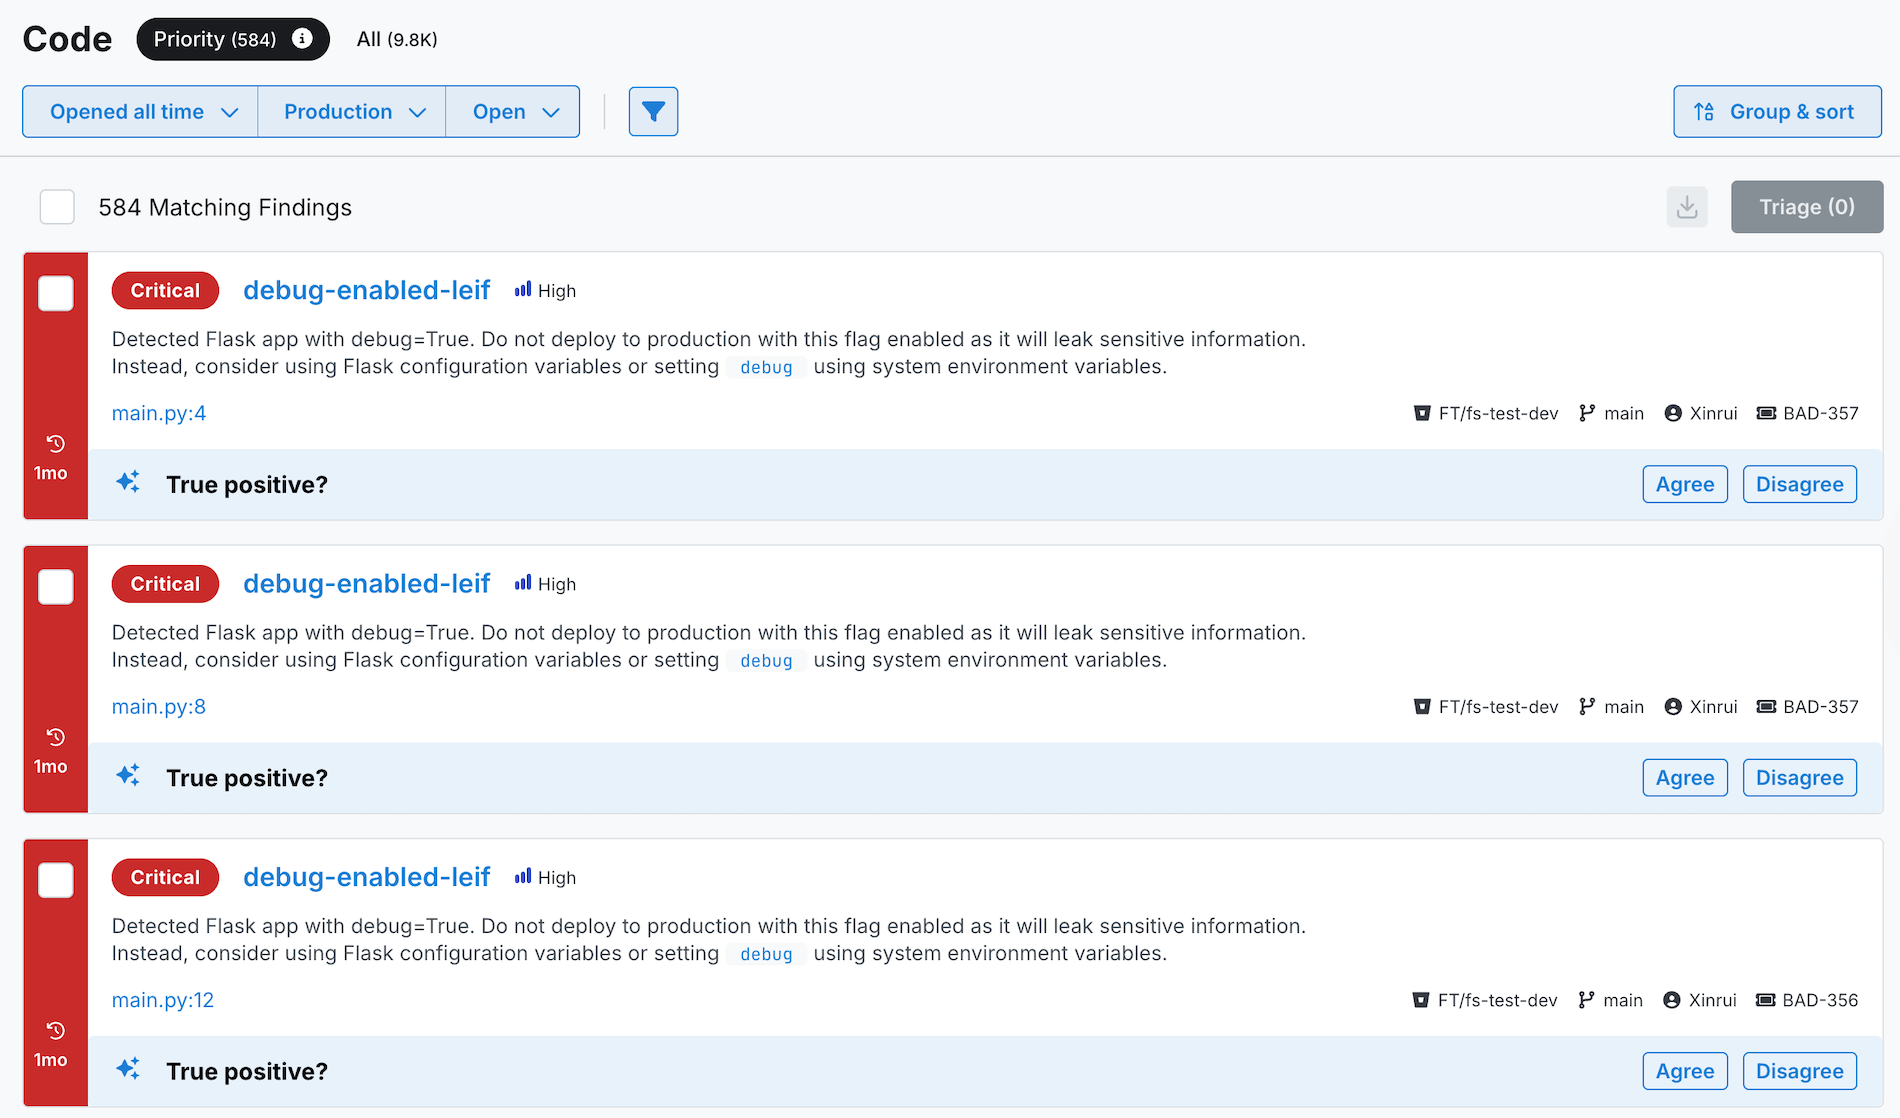 Code Priority (584) All (9.8K)
Opened all time Production Open Group & sort
584 Matching Findings Triage (0)
Critical debug-enabled-leif High
Detected Flask app with debug=True. Do not deploy to production with this flag enabled as it will leak sensitive information.
Instead, consider using Flask configuration variables or setting debug using system environment variables.
main.py:4 FT/fs-test-dev main Xinrui BAD-357
1mo
True positive? Agree Disagree
Critical debug-enabled-leif High
Detected Flask app with debug=True. Do not deploy to production with this flag enabled as it will leak sensitive information.
Instead, consider using Flask configuration variables or setting debug using system environment variables.
main.py:8 FT/fs-test-dev main Xinrui BAD-357
1mo
True positive? Agree Disagree
Critical debug-enabled-leif High
Detected Flask app with debug=True. Do not deploy to production with this flag enabled as it will leak sensitive information.
Instead, consider using Flask configuration variables or setting debug using system environment variables.
main.py:12 FT/fs-test-dev main Xinrui BAD-356
1mo
True positive? Agree Disagree